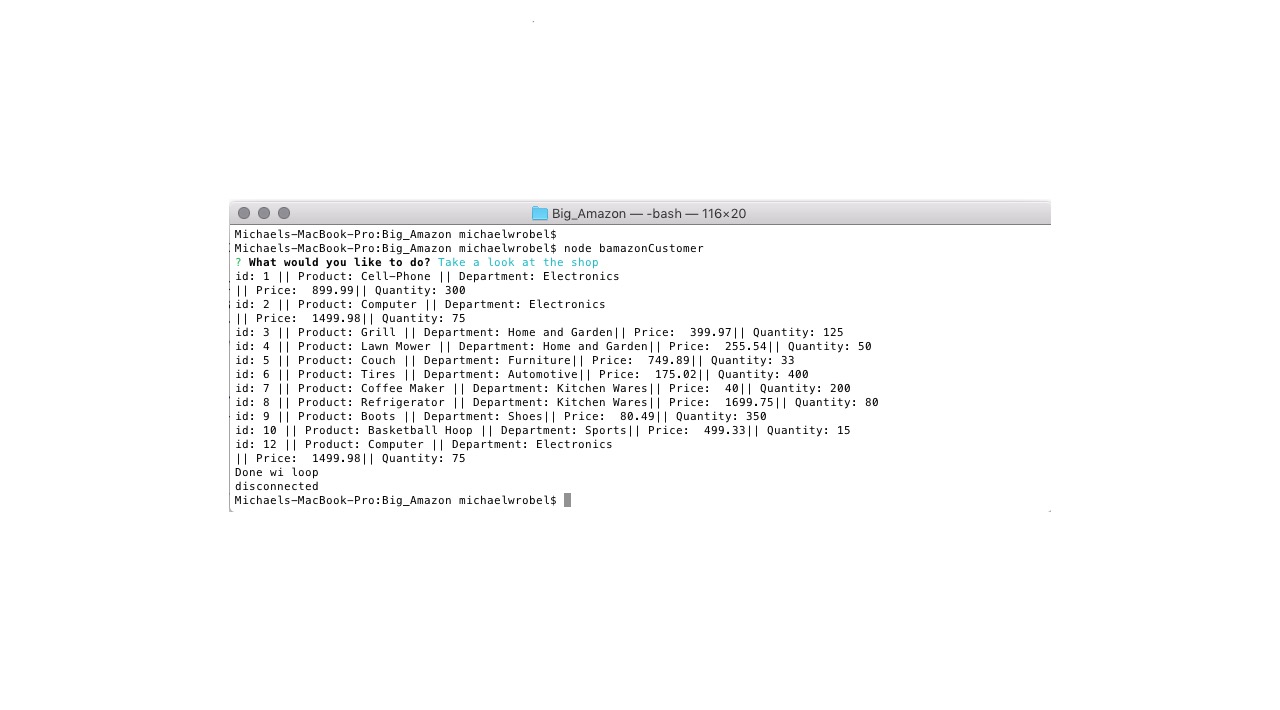 Big_Amazon — -bash — 116×20
Michaels-MacBook-Pro:Big_Amazon michaelwrobel$
Michaels-MacBook-Pro:Big_Amazon michaelwrobel$ node bamazonCustomer
? What would you like to do? Take a look at the shop
id: 1 || Product: Cell-Phone || Department: Electronics
|| Price:  899.99|| Quantity: 300
id: 2 || Product: Computer || Department: Electronics
|| Price:  1499.98|| Quantity: 75
id: 3 || Product: Grill || Department: Home and Garden|| Price:  399.97|| Quantity: 125
id: 4 || Product: Lawn Mower || Department: Home and Garden|| Price:  255.54|| Quantity: 50
id: 5 || Product: Couch || Department: Furniture|| Price:  749.89|| Quantity: 33
id: 6 || Product: Tires || Department: Automotive|| Price:  175.02|| Quantity: 400
id: 7 || Product: Coffee Maker || Department: Kitchen Wares|| Price:  40|| Quantity: 200
id: 8 || Product: Refrigerator || Department: Kitchen Wares|| Price:  1699.75|| Quantity: 80
id: 9 || Product: Boots || Department: Shoes|| Price:  80.49|| Quantity: 350
id: 10 || Product: Basketball Hoop || Department: Sports|| Price:  499.33|| Quantity: 15
id: 12 || Product: Computer || Department: Electronics
|| Price:  1499.98|| Quantity: 75
Done wi loop
disconnected
Michaels-MacBook-Pro:Big_Amazon michaelwrobel$